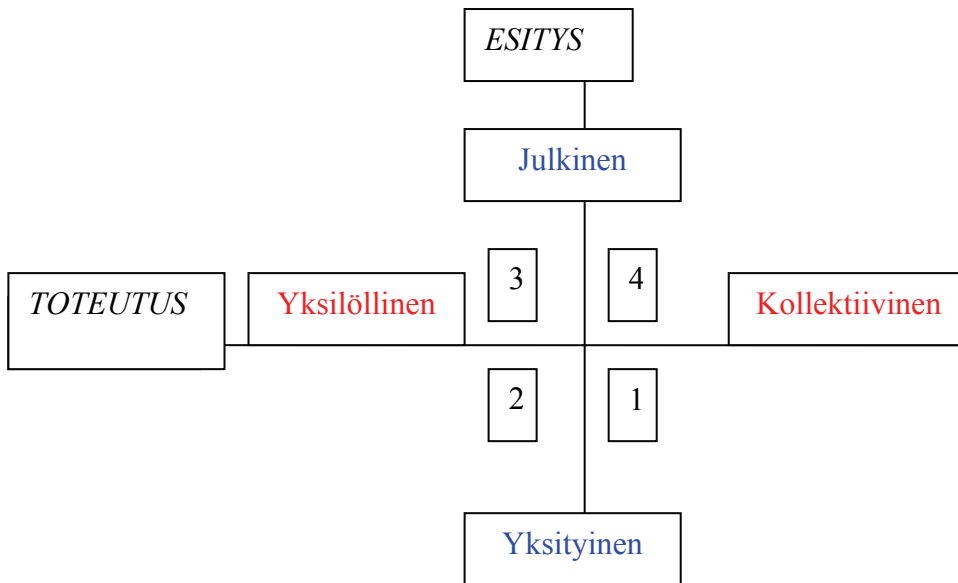 ESITYS
Julkinen
3 4
TOTEUTUS Yksilöllinen Kollektiivinen
2 1
Yksityinen